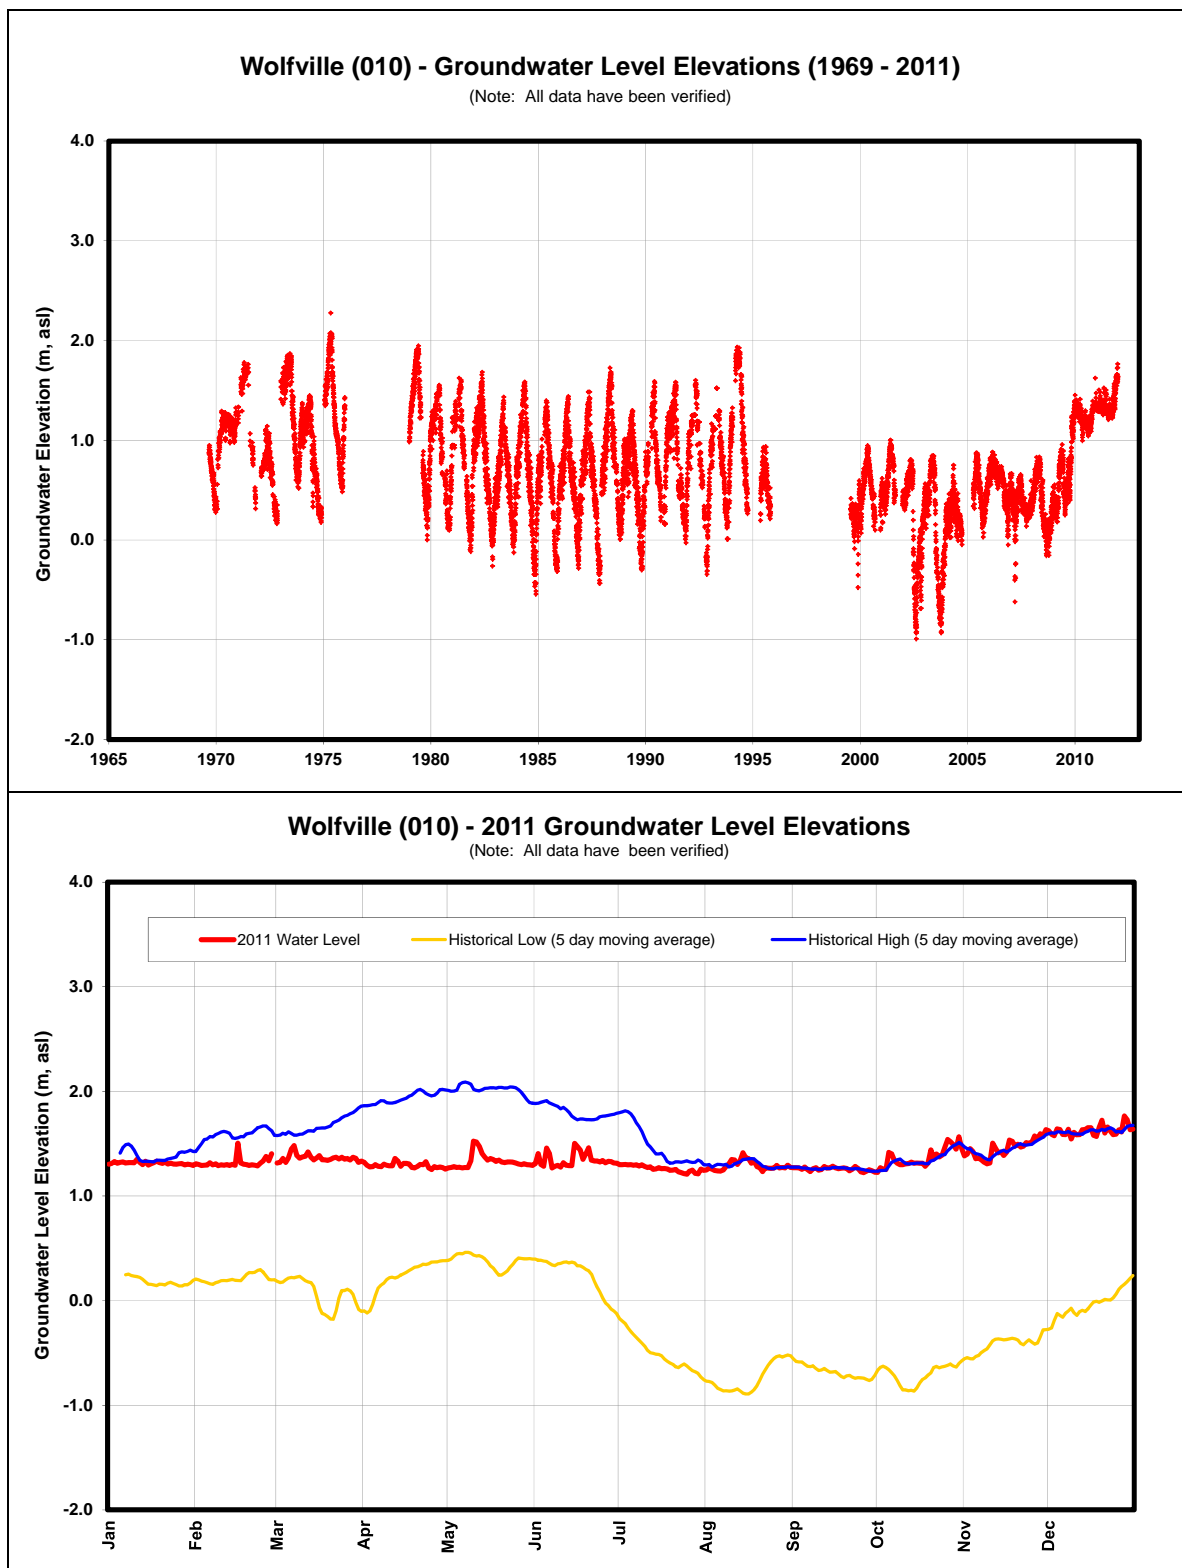 Wolfville (010) - Groundwater Level Elevations (1969 - 2011)
(Note: All data have been verified)
Groundwater Elevation (m, asl)
4.0
3.0
2.0
1.0
0.0
-1.0
-2.0
1965 1970 1975 1980 1985 1990 1995 2000 2005 2010
Wolfville (010) - 2011 Groundwater Level Elevations
(Note: All data have been verified)
Groundwater Level Elevation (m, asl)
4.0
2011 Water Level Historical Low (5 day moving average) Historical High (5 day moving average)
3.0
2.0
1.0
0.0
-1.0
-2.0
Jan Feb Mar Apr May Jun Jul Aug Sep Oct Nov Dec